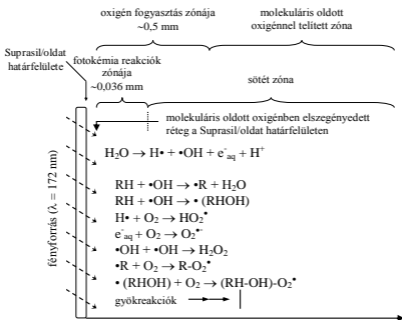 oxigén fogyasztás zónája
~0,5 mm
molekuláris oldott
oxigénnel telített zóna
Suprasil/oldat
határfelülete
fotokémia reakciók
zónája
~0,036 mm
sötét zóna
molekuláris oldott oxigénben elszegényedett
réteg a Suprasil/oldat határfelületen
fényforrás (λ = 172 nm)
H₂O → H• + •OH + e⁻aq + H⁺
RH + •OH → •R + H₂O
RH + •OH → • (RHOH)
H• + O₂ → HO₂•
e⁻aq + O₂ → O₂•⁻
•OH + •OH → H₂O₂
•R + O₂ → R-O₂•
• (RHOH) + O₂ → (RH-OH)-O₂•
gyökreakciók